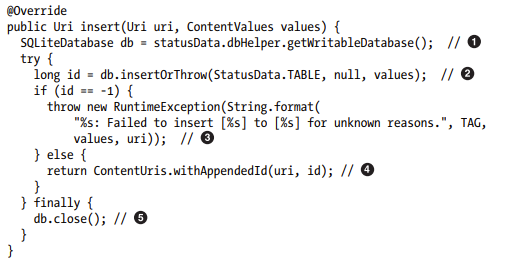 @Override
public Uri insert(Uri uri, ContentValues values) {
  SQLiteDatabase db = statusData.dbHelper.getWritableDatabase();  // ❶
  try {
    long id = db.insertOrThrow(StatusData.TABLE, null, values);  // ❷
    if (id == -1) {
      throw new RuntimeException(String.format(
          "%s: Failed to insert [%s] to [%s] for unknown reasons.", TAG,
          values, uri));  // ❸
    } else {
      return ContentUris.withAppendedId(uri, id); // ❹
    }
  } finally {
    db.close(); // ❺
  }
}